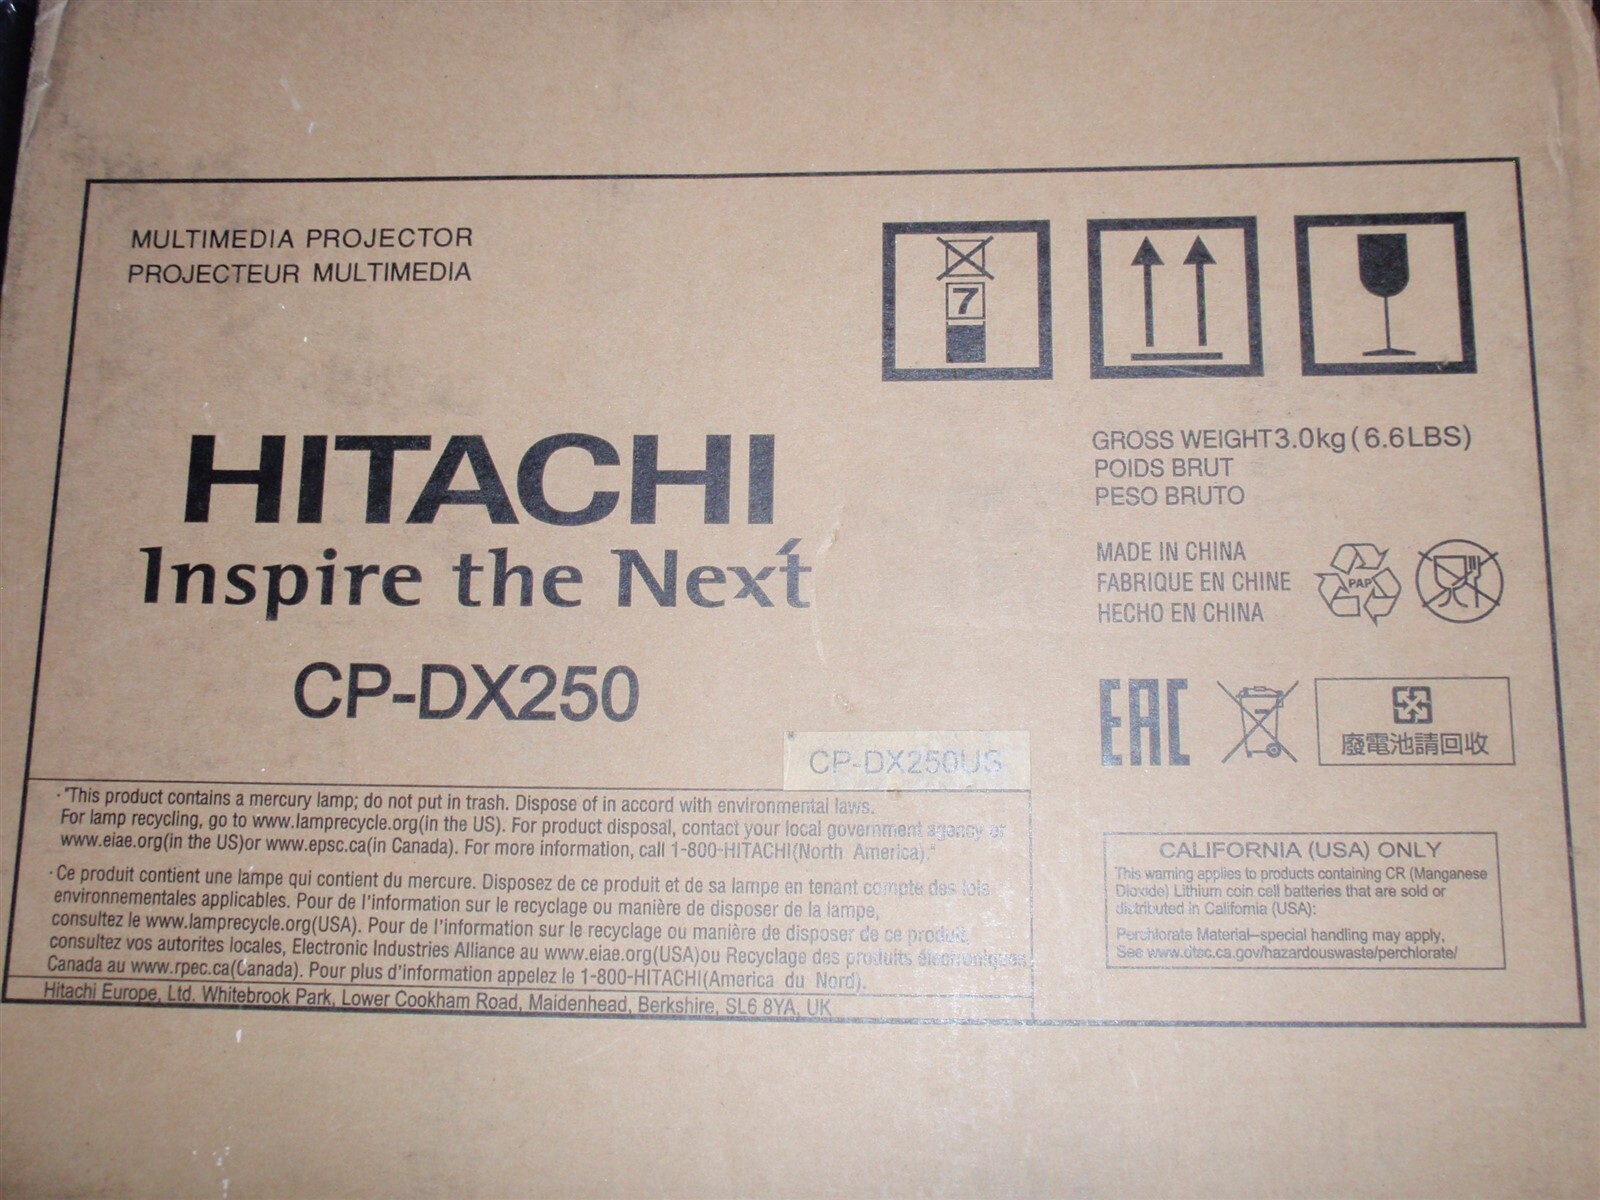 MULTIMEDIA PROJECTOR
PROJECTEUR MULTIMEDIA
7
HITACHI
Inspire the Next
CP-DX250
CP-DX250US
GROSS WEIGHT 3.0kg (6.6LBS)
POIDS BRUT
PESO BRUTO
MADE IN CHINA
FABRIQUE EN CHINE
HECHO EN CHINA
PAP
EAC
廢電池請回收
· "This product contains a mercury lamp; do not put in trash. Dispose of in accord with environmental laws.
For lamp recycling, go to www.lamprecycle.org(in the US). For product disposal, contact your local government agency or
www.eiae.org(in the US)or www.epsc.ca(in Canada). For more information, call 1-800-HITACHI(North America)."
· Ce produit contient une lampe qui contient du mercure. Disposez de ce produit et de sa lampe en tenant compte des lois
environnementales applicables. Pour de l'information sur le recyclage ou manière de disposer de la lampe,
consultez le www.lamprecycle.org(USA). Pour de l'information sur le recyclage ou manière de disposer de ce produit,
consultez vos autorites locales, Electronic Industries Alliance au www.eiae.org(USA)ou Recyclage des produits électroniques
Canada au www.rpec.ca(Canada). Pour plus d'information appelez le 1-800-HITACHI(America du Nord).
Hitachi Europe, Ltd. Whitebrook Park, Lower Cookham Road, Maidenhead, Berkshire, SL6 8YA, UK
CALIFORNIA (USA) ONLY
This warning applies to products containing CR (Manganese
Dioxide) Lithium coin cell batteries that are sold or
distributed in California (USA):
Perchlorate Material–special handling may apply,
See www.dtsc.ca.gov/hazardouswaste/perchlorate/